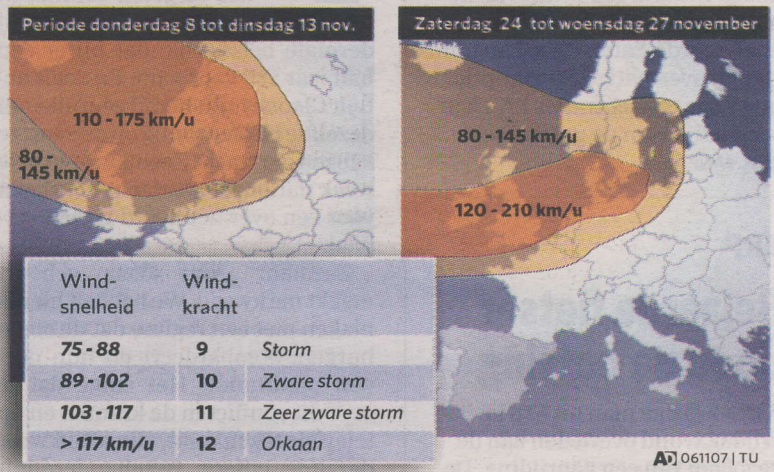 Periode donderdag 8 tot dinsdag 13 nov.
110 - 175 km/u
80 -
145 km/u
Zaterdag 24 tot woensdag 27 november
80 - 145 km/u
120 - 210 km/u
Wind-
snelheid
Wind-
kracht
75 - 88 9 Storm
89 - 102 10 Zware storm
103 - 117 11 Zeer zware storm
> 117 km/u 12 Orkaan
AD 061107 | TU